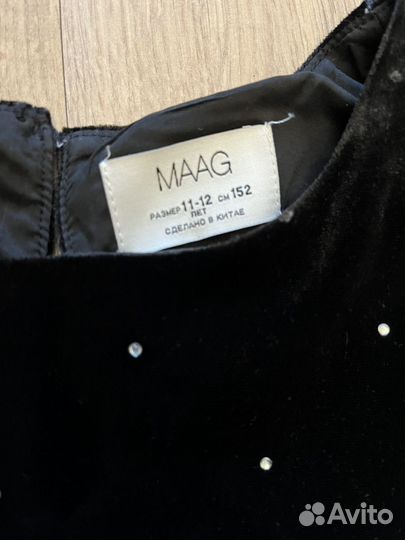 MAAG
РАЗМЕР 11-12 СМ 152
ЛЕТ
СДЕЛАНО В КИТАЕ
Avito